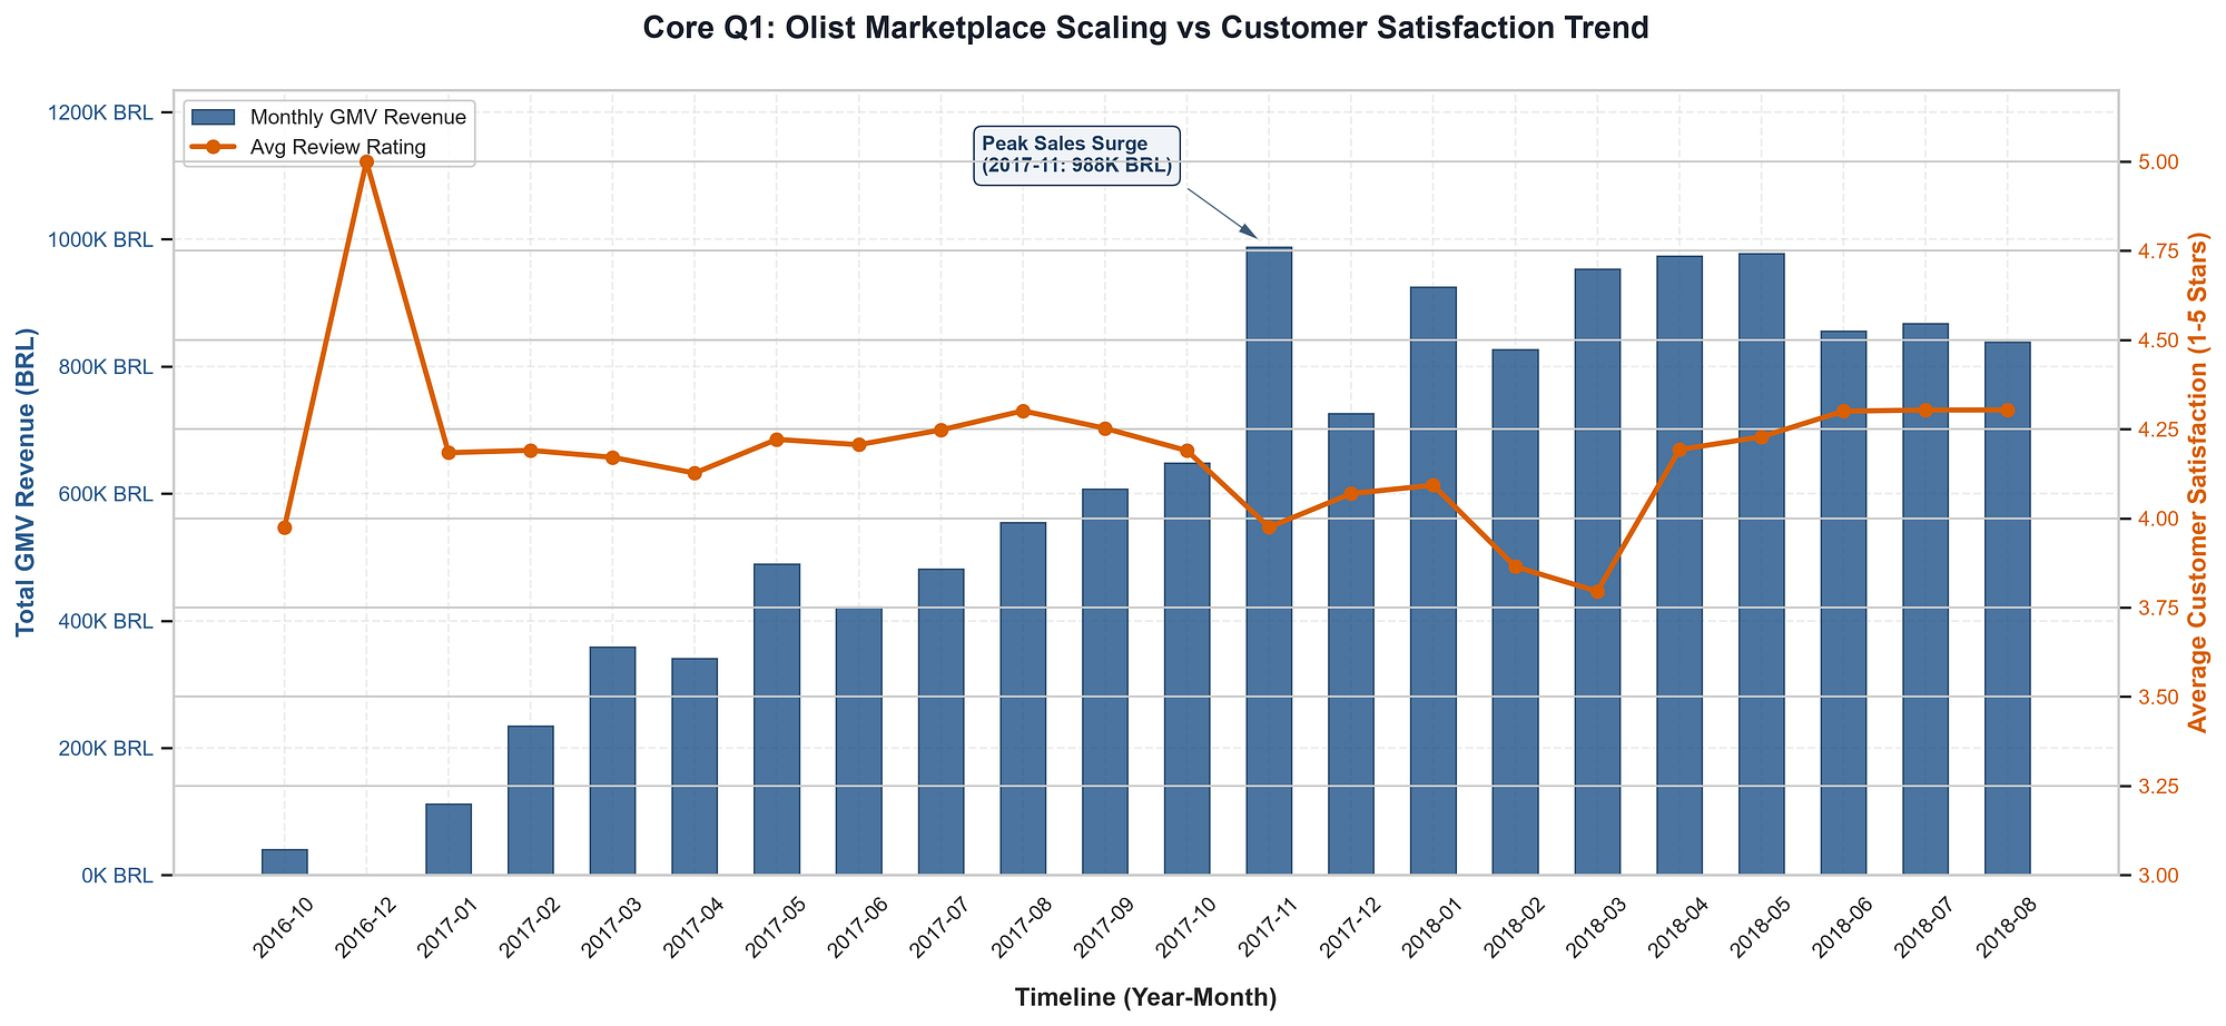 Core Q1: Olist Marketplace Scaling vs Customer Satisfaction Trend
Monthly GMV Revenue
Avg Review Rating
Peak Sales Surge
(2017-11: 988K BRL)
Total GMV Revenue (BRL)
1200K BRL
1000K BRL
800K BRL
600K BRL
400K BRL
200K BRL
0K BRL
5.00
4.75
4.50
4.25
4.00
3.75
3.50
3.25
3.00
Average Customer Satisfaction (1-5 Stars)
2016-10
2016-12
2017-01
2017-02
2017-03
2017-04
2017-05
2017-06
2017-07
2017-08
2017-09
2017-10
2017-11
2017-12
2018-01
2018-02
2018-03
2018-04
2018-05
2018-06
2018-07
2018-08
Timeline (Year-Month)